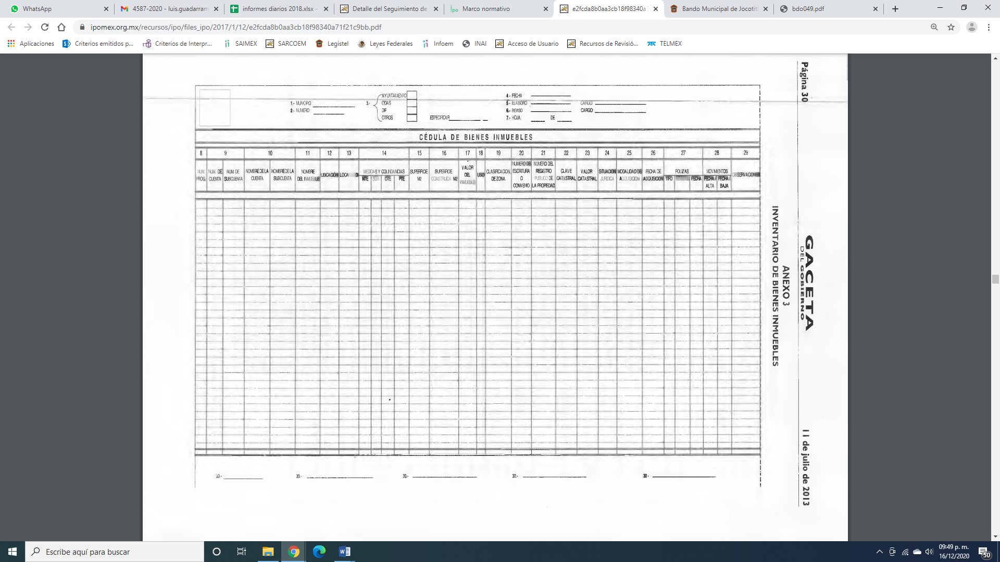 WhatsApp
4587-2020 - luis.guadarram
informes diarios 2018.xlsx -
Detalle del Seguimiento de
Marco normativo
e2fcda8b0aa3cb18f98340a7
Bando Municipal de Jocotit
bdo049.pdf
ipomex.org.mx/recursos/ipo/files_ipo/2017/1/12/e2fcda8b0aa3cb18f98340a71f21c9bb.pdf
Aplicaciones
Criterios emitidos p...
Criterios de Interpr...
SAIMEX
SARCOEM
Legistel
Leyes Federales
Infoem
INAI
Acceso de Usuario
Recursos de Revisió...
TELMEX
Página 30
GACETA
DEL GOBIERNO
11 de julio de 2013
ANEXO 3
INVENTARIO DE BIENES INMUEBLES
1.- MUNICIPIO
2.- NUMERO:
3.-
AYUNTAMIENTO
ODAS
DIF
OTROS
ESPECIFICAR
4.- FECHA
5.- ELABORO CARGO
6.- REVISO CARGO:
7.- HOJA: DE
CÉDULA DE BIENES INMUEBLES
8 9 10 11 12 13 14 15 16 17 18 19 20 21 22 23 24 25 26 27 28 29
NUM. PROG.
NUM. DE CUENTA
NUM. DE SUBCUENTA
NOMBRE DE LA CUENTA
NOMBRE DE LA SUBCUENTA
NOMBRE DEL INMUEBLE
UBICACIÓN
MEDIDAS Y COLINDANCIAS
NTE SUR OTE PTE
SUPERFICIE M2
SUPERFICIE CONSTRUIDA M2
VALOR DEL INMUEBLE
USO
CLASIFICACION DE ZONA
NUMERO DE ESCRITURA O CONVENIO
NUMERO DEL REGISTRO PUBLICO DE LA PROPIEDAD
CLAVE CATASTRAL
VALOR CATASTRAL
SITUACION JURIDICA
MODALIDAD DE ADQUISICION
FECHA DE ADQUISICION
POLIZAS
TIPO FECHA
MOVIMIENTOS
FECHA / ALTA
FECHA / BAJA
30.- 30.- 30.- 30.- 30.-
Escribe aquí para buscar
09:49 p. m.
16/12/2020
50